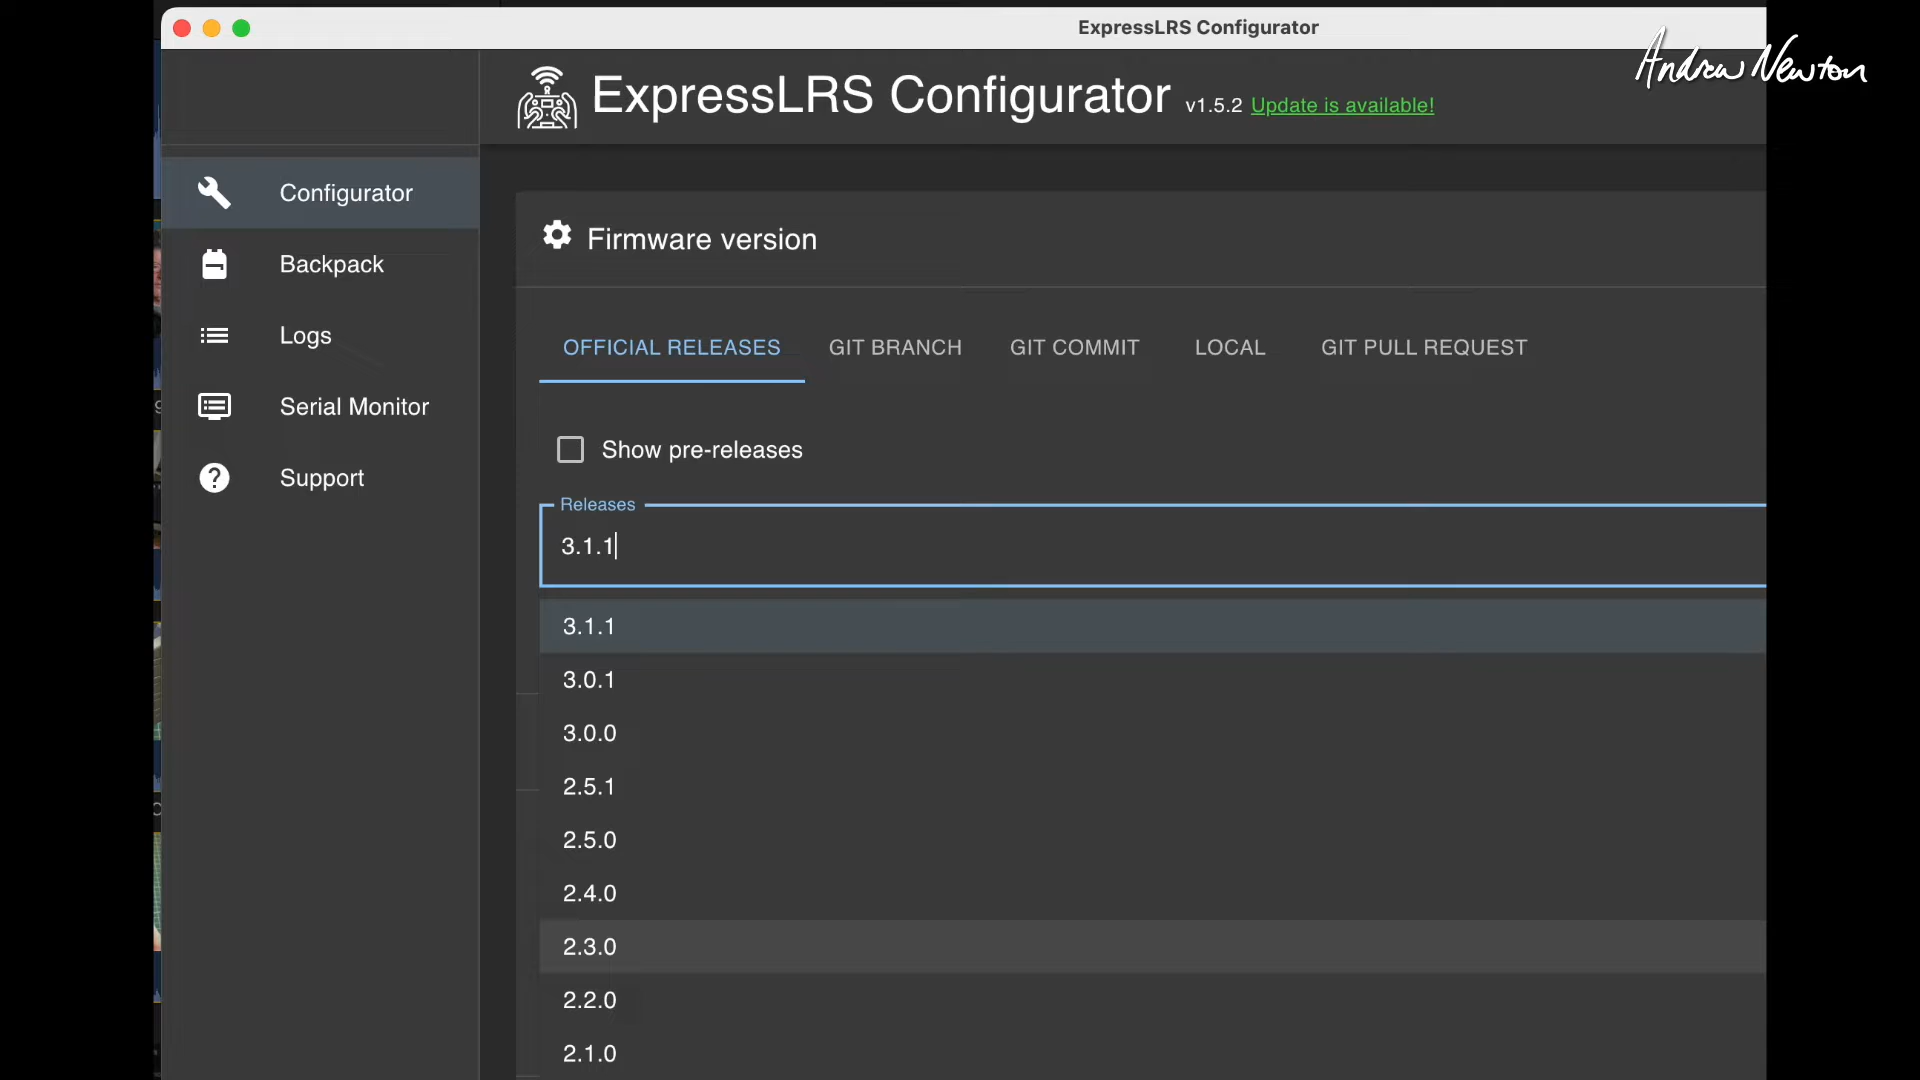 ExpressLRS Configurator
Andrew Newton
ExpressLRS Configurator v1.5.2 Update is available!
Configurator
Backpack
Logs
Serial Monitor
Support
Firmware version
OFFICIAL RELEASES GIT BRANCH GIT COMMIT LOCAL GIT PULL REQUEST
Show pre-releases
Releases
3.1.1
3.1.1
3.0.1
3.0.0
2.5.1
2.5.0
2.4.0
2.3.0
2.2.0
2.1.0